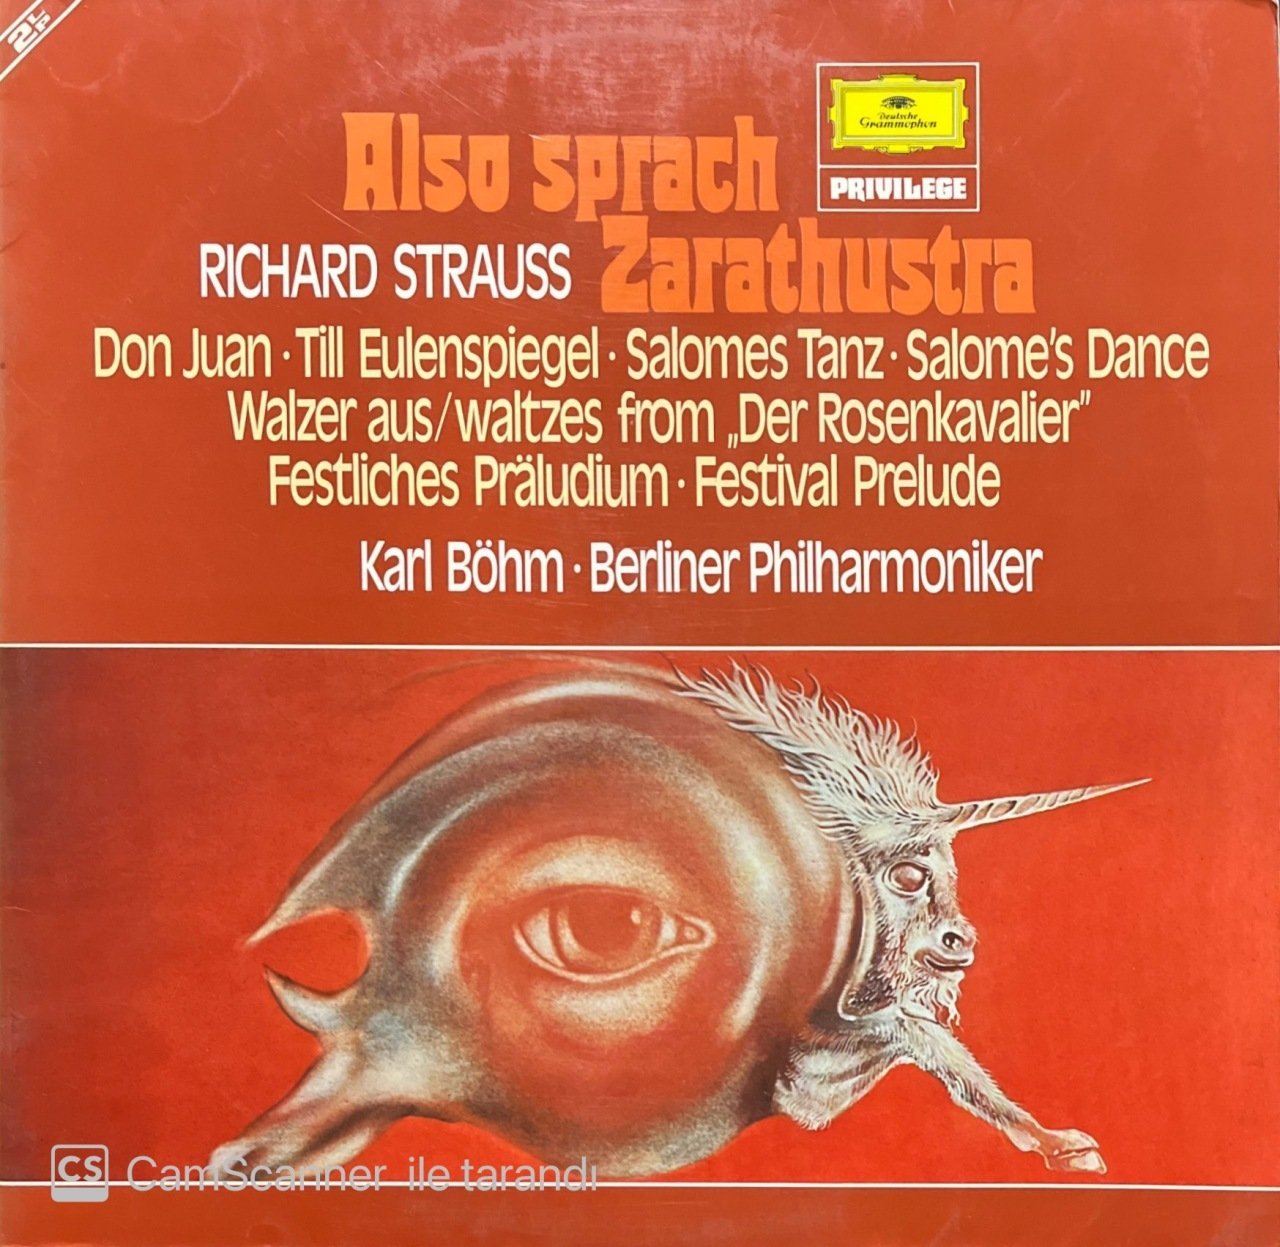 2LP
Deutsche
Grammophon
PRIVILEGE
Also sprach
RICHARD STRAUSS Zarathustra
Don Juan · Till Eulenspiegel · Salomes Tanz · Salome's Dance
Walzer aus/waltzes from „Der Rosenkavalier”
Festliches Präludium · Festival Prelude
Karl Böhm · Berliner Philharmoniker
CS CamScanner ile tarandı